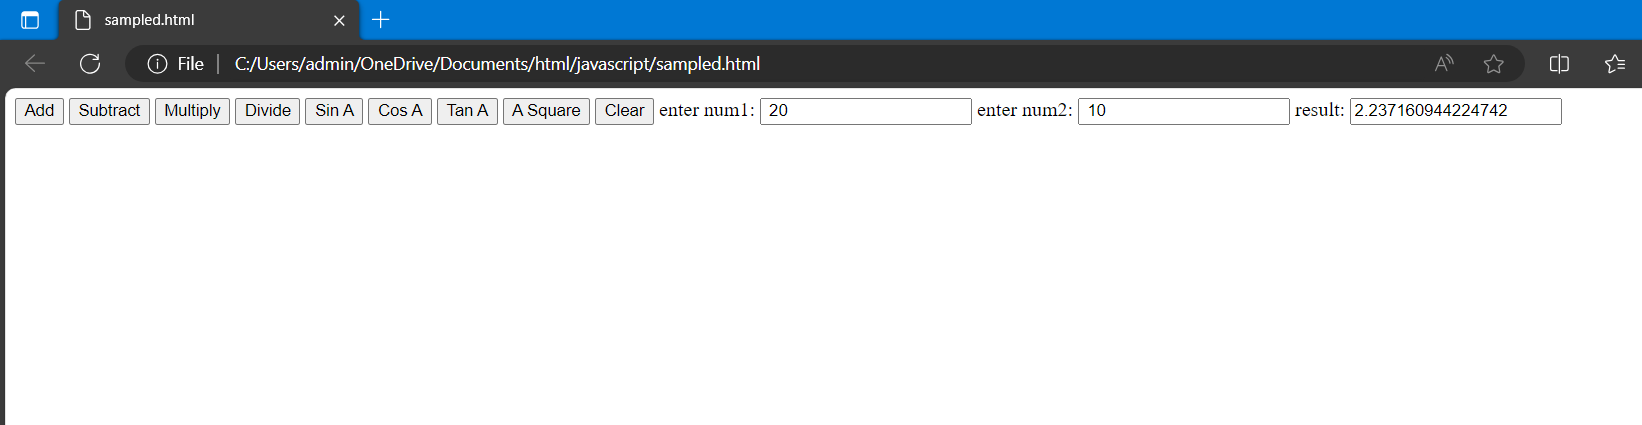 sampled.html
File C:/Users/admin/OneDrive/Documents/html/javascript/sampled.html
Add Subtract Multiply Divide Sin A Cos A Tan A A Square Clear enter num1: 20 enter num2: 10 result: 2.237160944224742